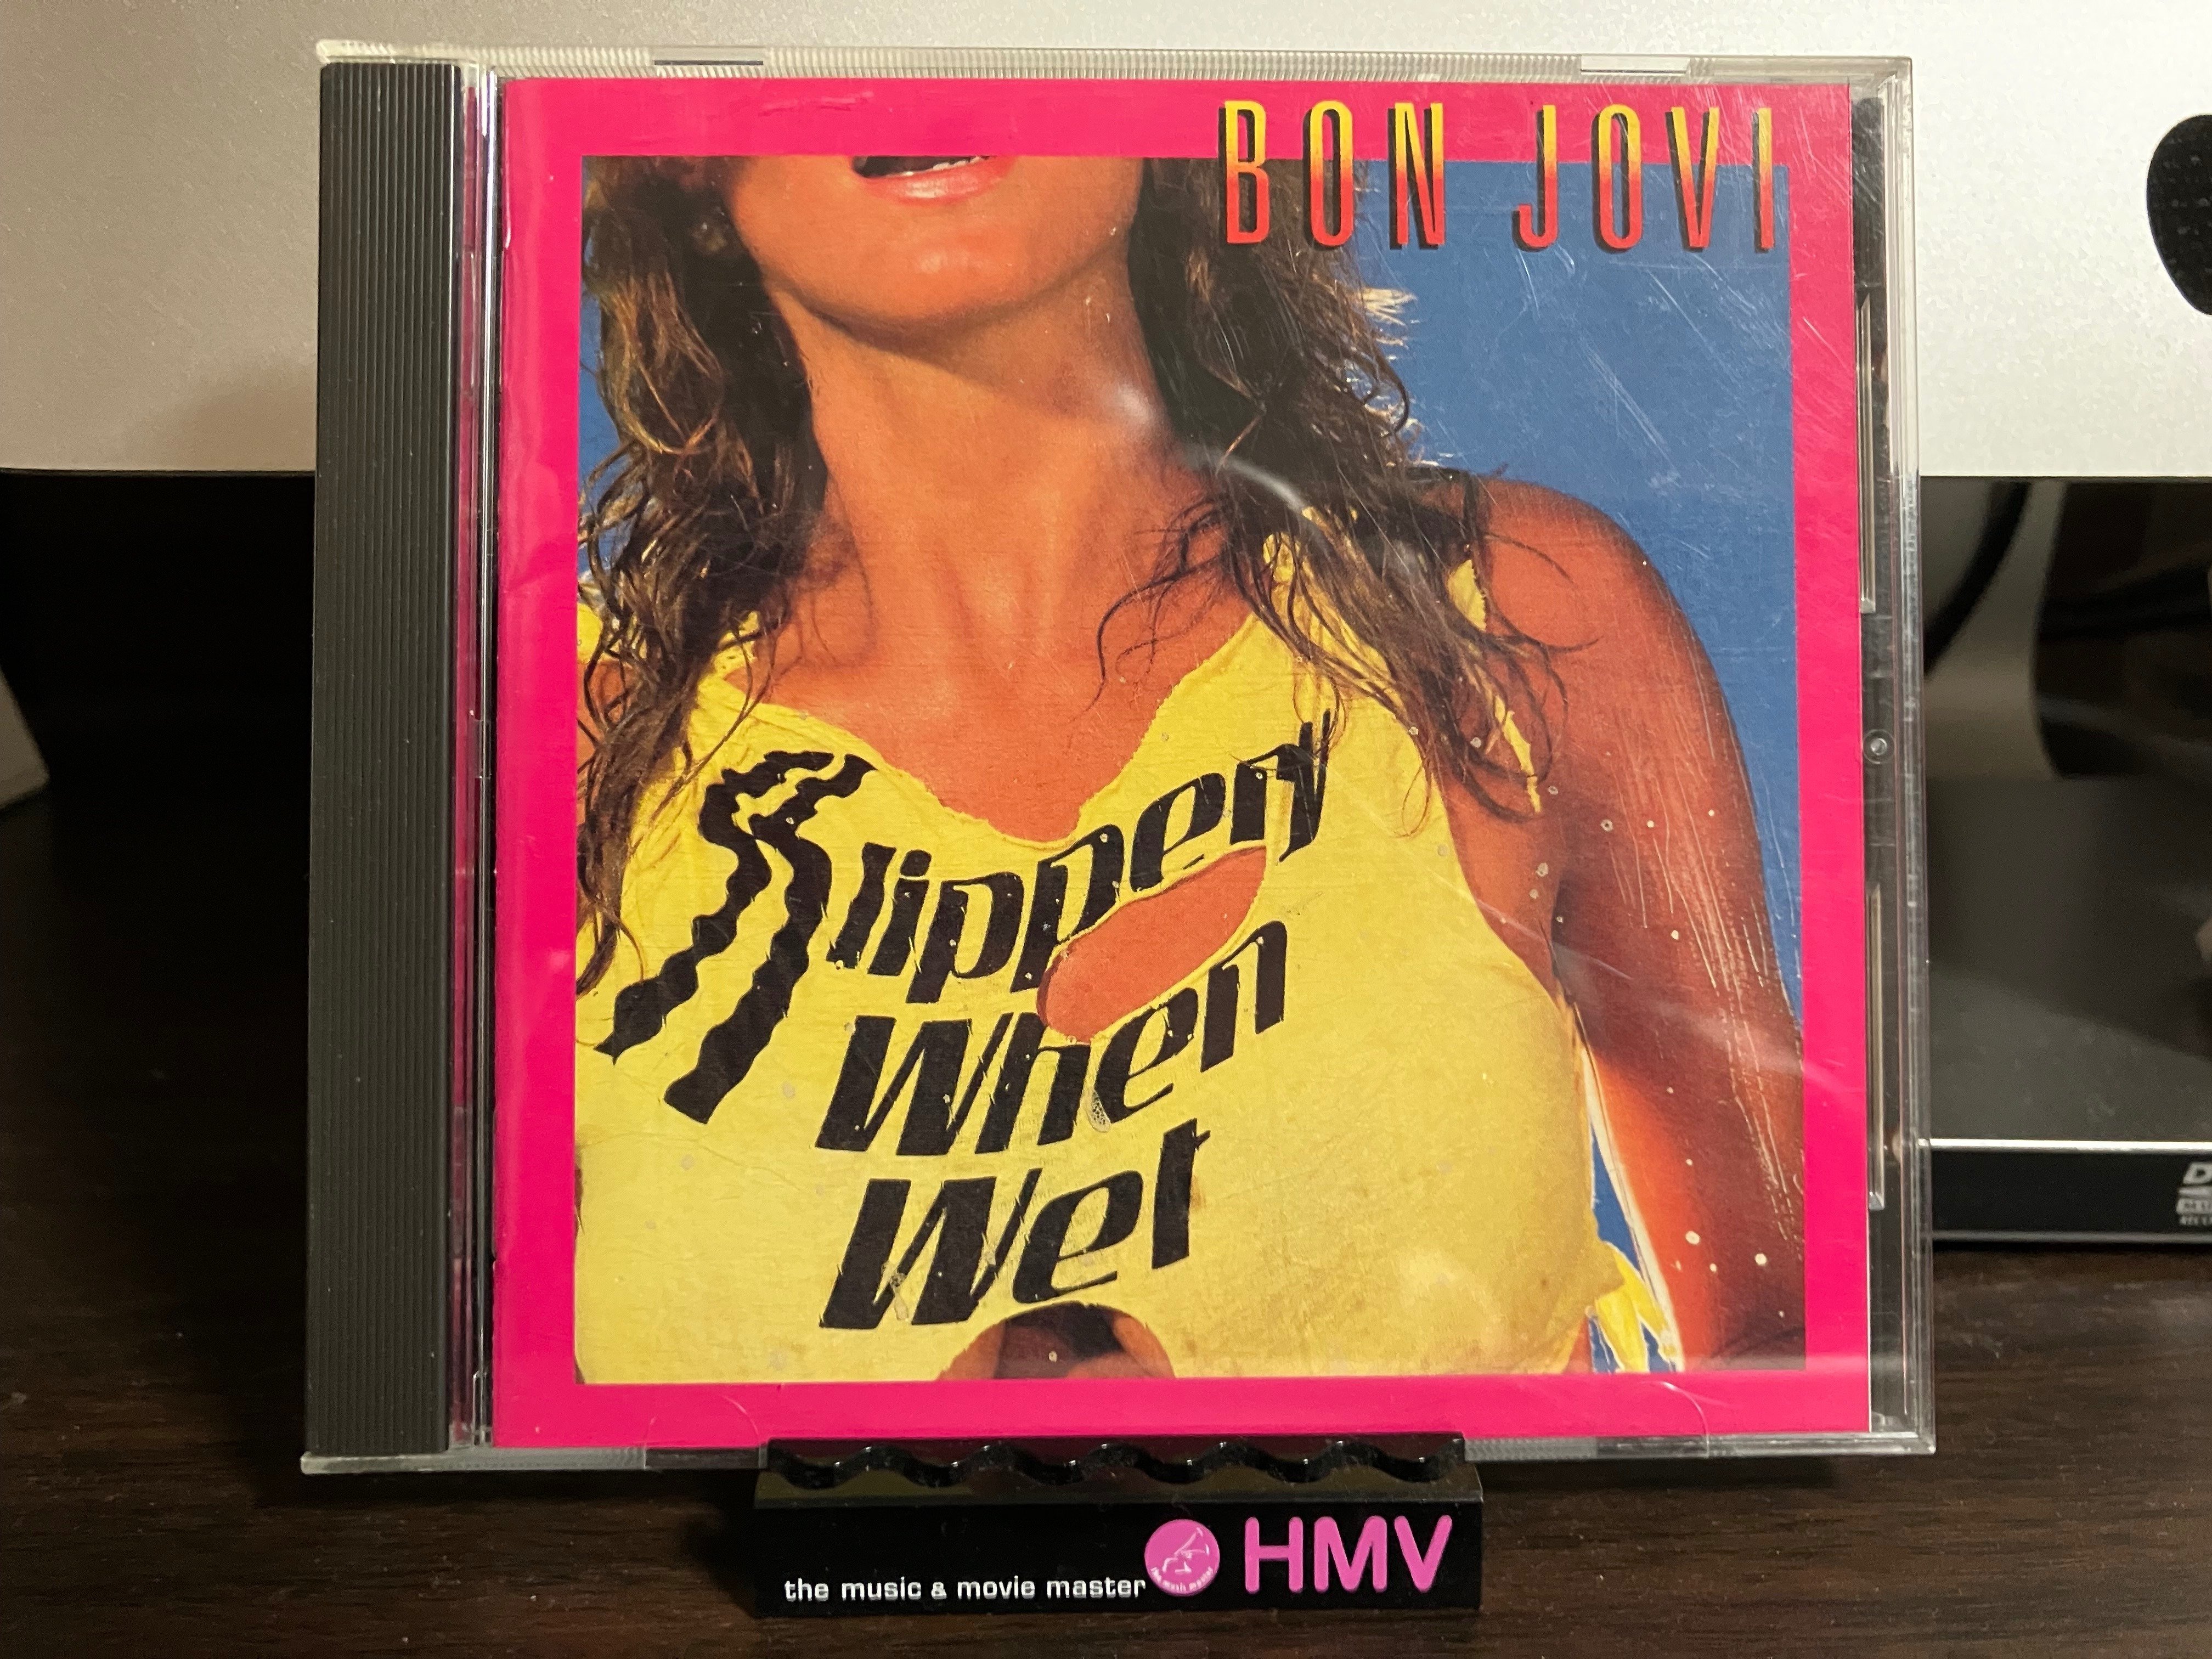 BON JOVI
Slippery
When
Wet
the music & movie master HMV